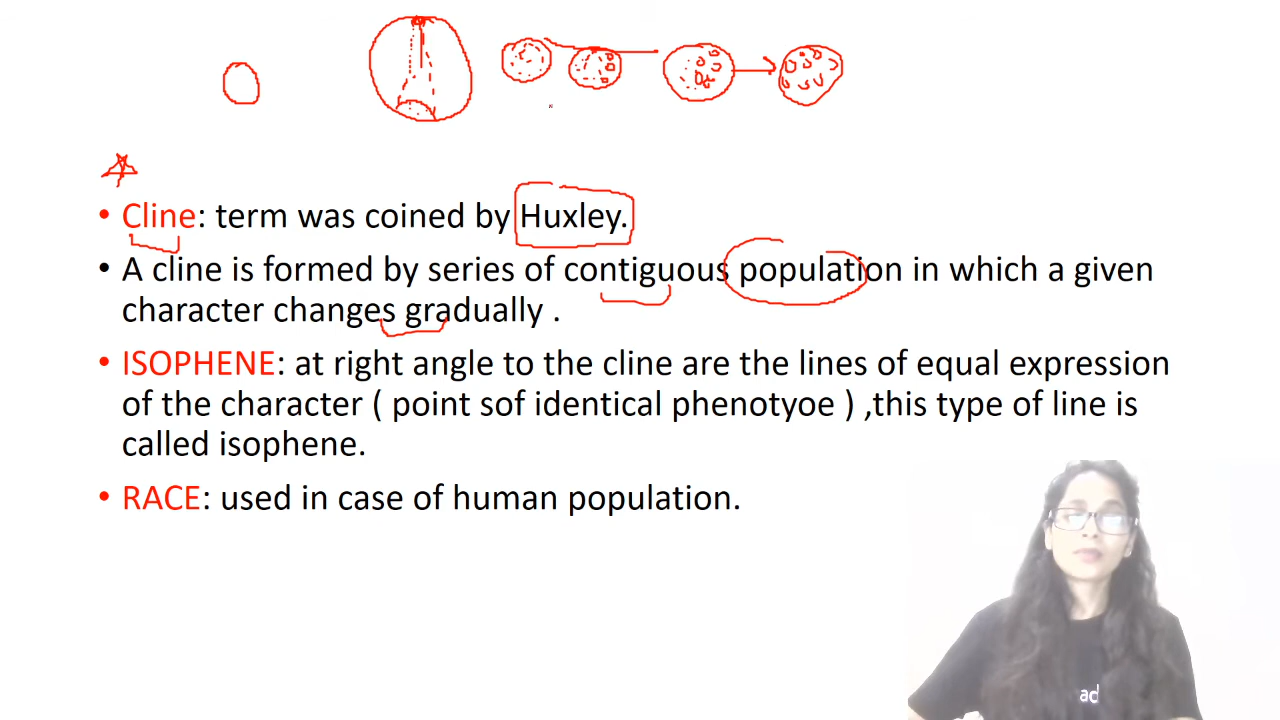 • Cline: term was coined by Huxley.
• A cline is formed by series of contiguous population in which a given
character changes gradually .
• ISOPHENE: at right angle to the cline are the lines of equal expression
of the character ( point sof identical phenotyoe ) ,this type of line is
called isophene.
• RACE: used in case of human population.
ad